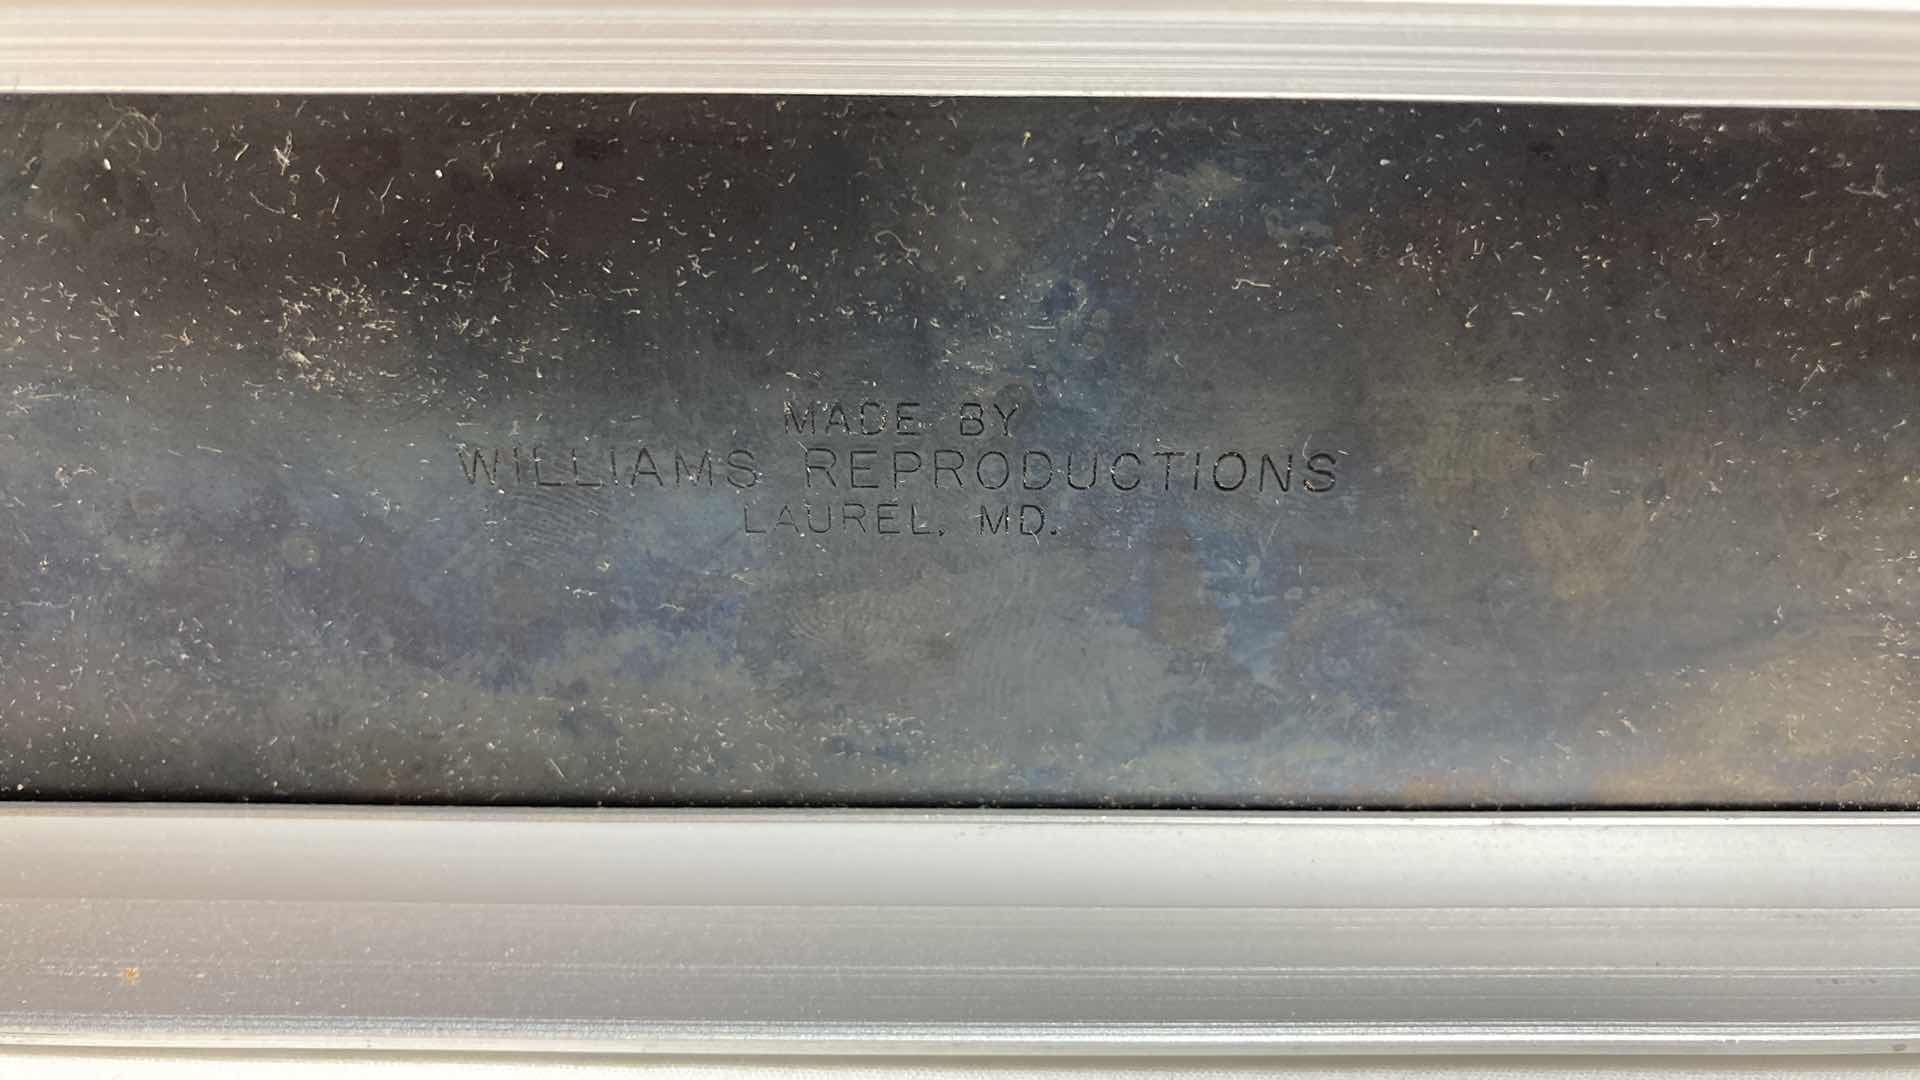 MADE BY
WILLIAMS REPRODUCTIONS
LAUREL, MD.